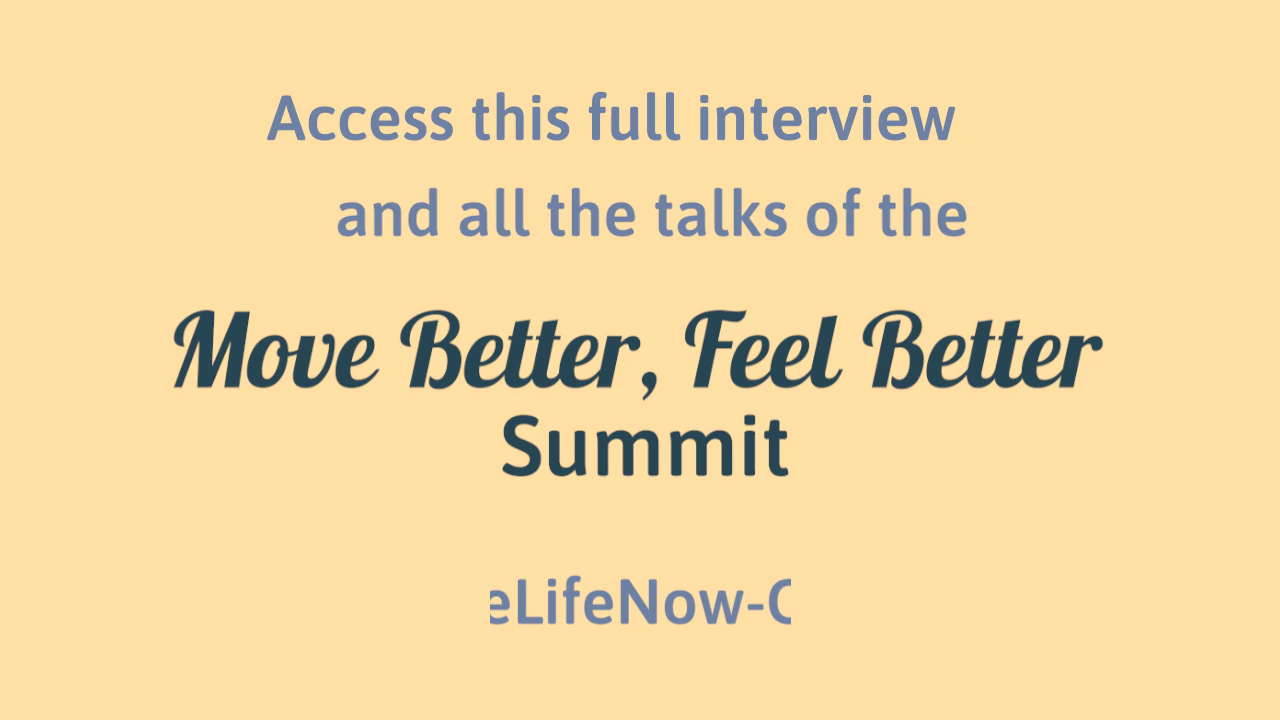 Access this full interview
and all the talks of the
Move Better, Feel Better
Summit
eLifeNow-